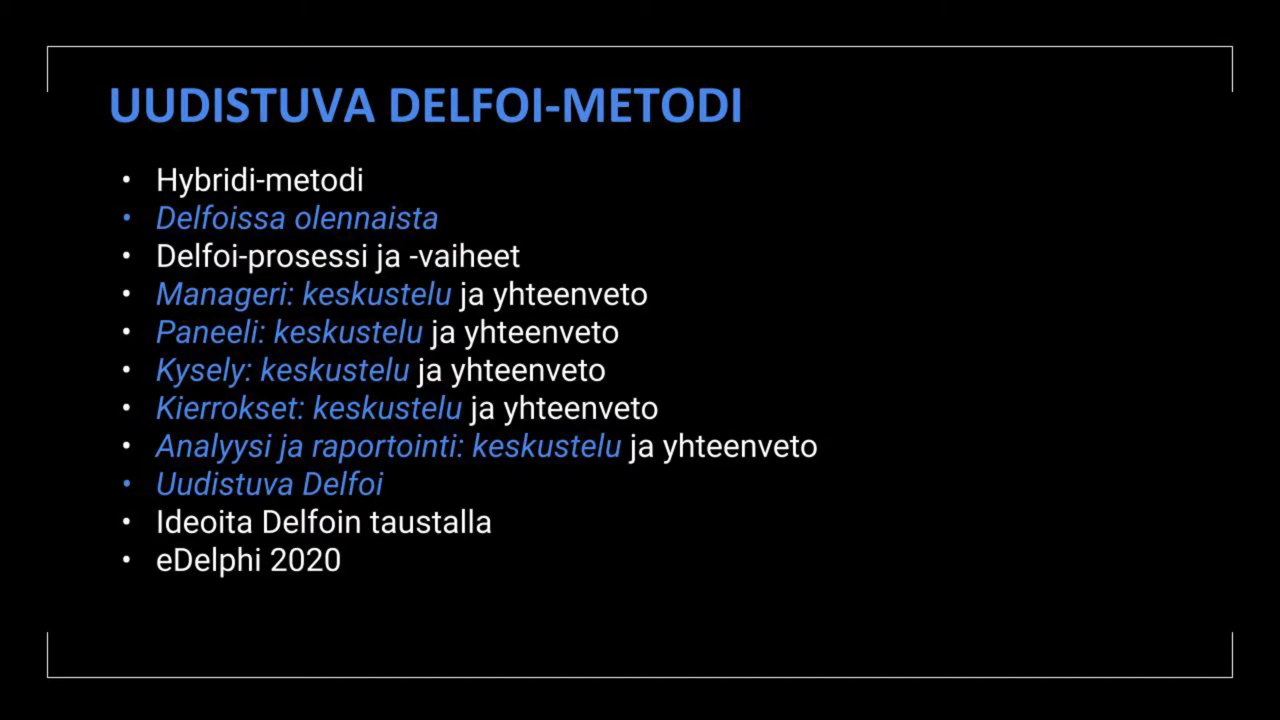 UUDISTUVA DELFOI-METODI
• Hybridi-metodi
• Delfoissa olennaista
• Delfoi-prosessi ja -vaiheet
• Manageri: keskustelu ja yhteenveto
• Paneeli: keskustelu ja yhteenveto
• Kysely: keskustelu ja yhteenveto
• Kierrokset: keskustelu ja yhteenveto
• Analyysi ja raportointi: keskustelu ja yhteenveto
• Uudistuva Delfoi
• Ideoita Delfoin taustalla
• eDelphi 2020